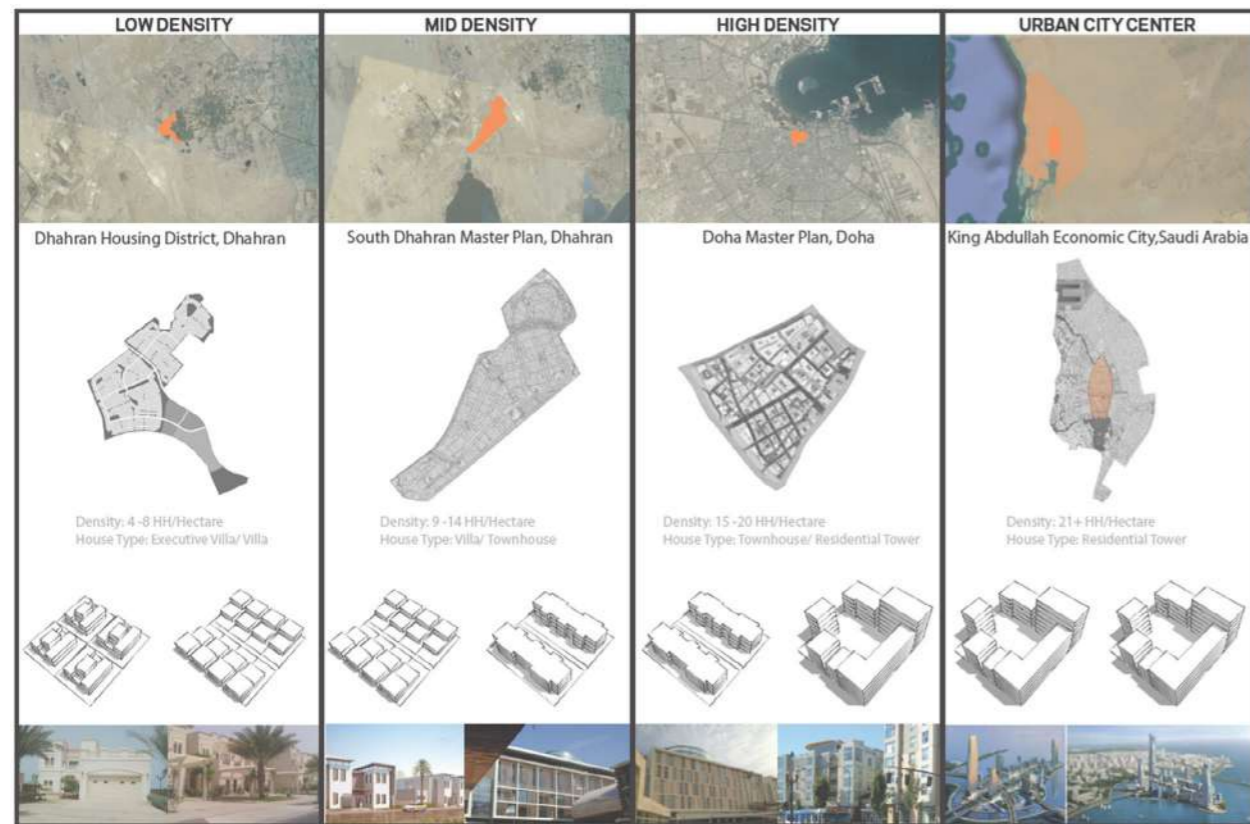 LOW DENSITY
MID DENSITY
HIGH DENSITY
URBAN CITY CENTER
Dhahran Housing District, Dhahran
South Dhahran Master Plan, Dhahran
Doha Master Plan, Doha
King Abdullah Economic City,Saudi Arabia
Density: 4 -8 HH/Hectare
House Type: Executive Villa/ Villa
Density: 9 -14 HH/Hectare
House Type: Villa/ Townhouse
Density: 15 -20 HH/Hectare
House Type: Townhouse/ Residential Tower
Density: 21+ HH/Hectare
House Type: Residential Tower